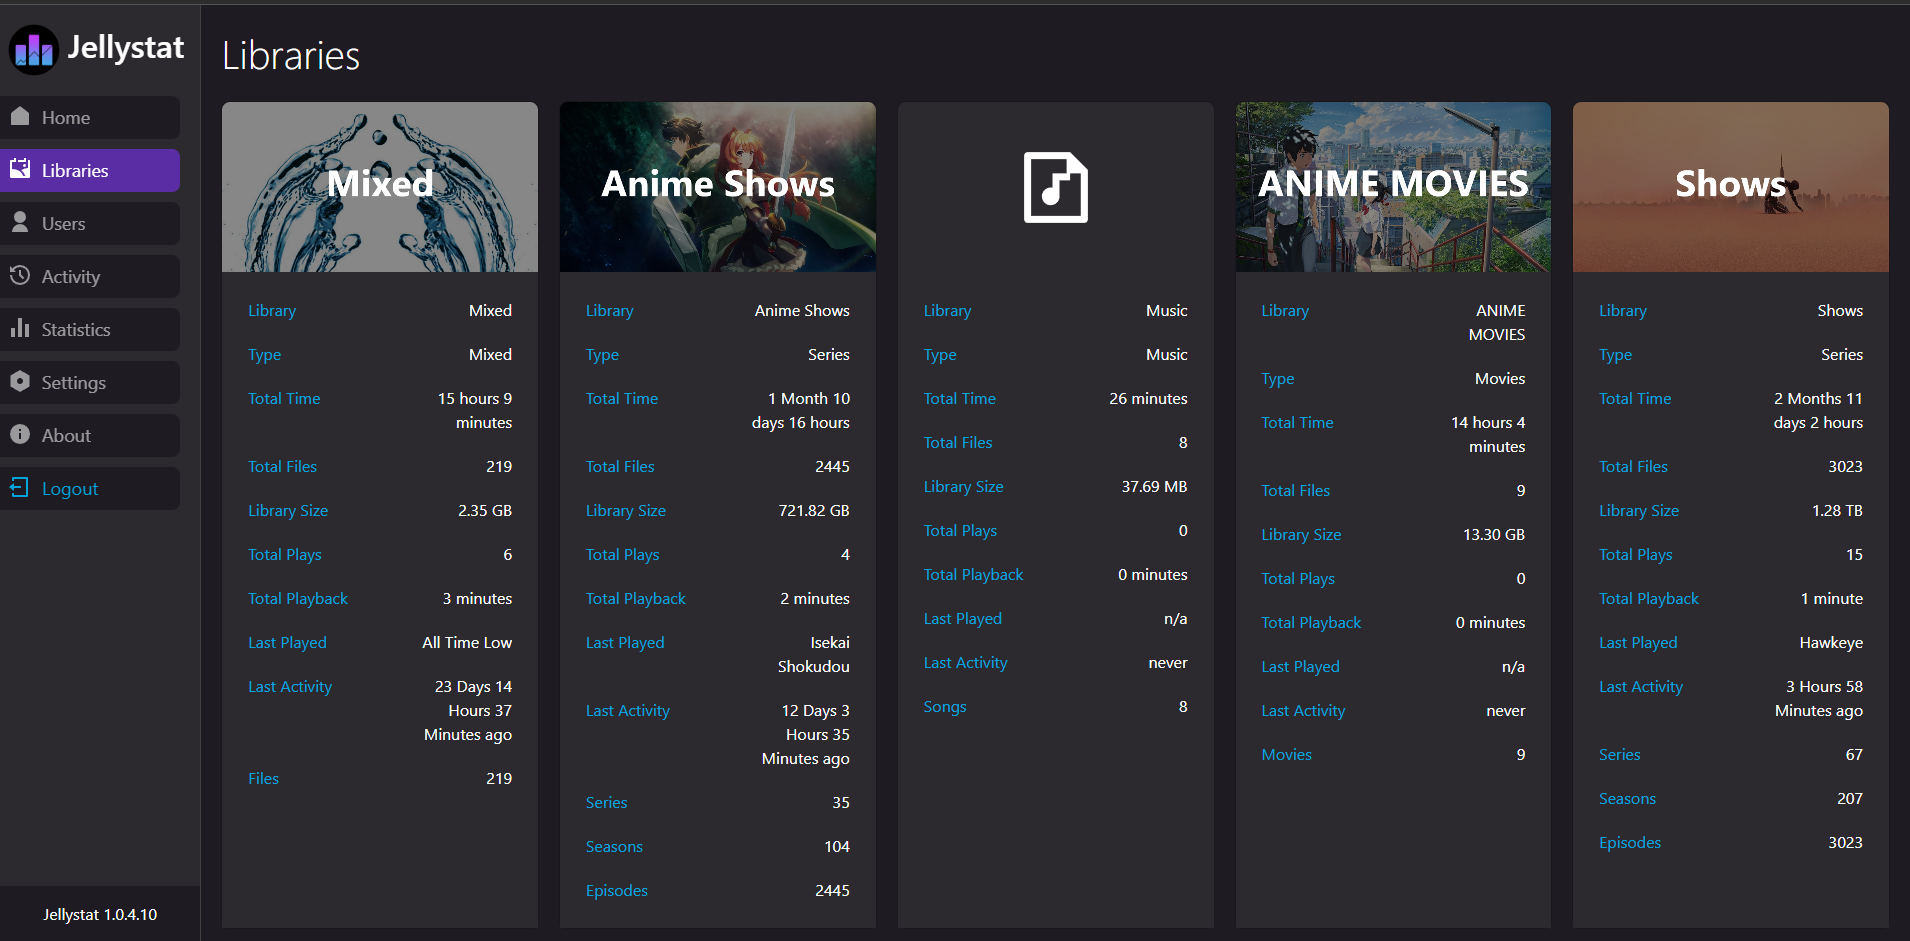 Jellystat
Home
Libraries
Users
Activity
Statistics
Settings
About
Logout
Jellystat 1.0.4.10
Libraries
Mixed
Library Mixed
Type Mixed
Total Time 15 hours 9
minutes
Total Files 219
Library Size 2.35 GB
Total Plays 6
Total Playback 3 minutes
Last Played All Time Low
Last Activity 23 Days 14
Hours 37
Minutes ago
Files 219
Anime Shows
Library Anime Shows
Type Series
Total Time 1 Month 10
days 16 hours
Total Files 2445
Library Size 721.82 GB
Total Plays 4
Total Playback 2 minutes
Last Played Isekai
Shokudou
Last Activity 12 Days 3
Hours 35
Minutes ago
Series 35
Seasons 104
Episodes 2445
Library Music
Type Music
Total Time 26 minutes
Total Files 8
Library Size 37.69 MB
Total Plays 0
Total Playback 0 minutes
Last Played n/a
Last Activity never
Songs 8
ANIME MOVIES
Library ANIME
MOVIES
Type Movies
Total Time 14 hours 4
minutes
Total Files 9
Library Size 13.30 GB
Total Plays 0
Total Playback 0 minutes
Last Played n/a
Last Activity never
Movies 9
Shows
Library Shows
Type Series
Total Time 2 Months 11
days 2 hours
Total Files 3023
Library Size 1.28 TB
Total Plays 15
Total Playback 1 minute
Last Played Hawkeye
Last Activity 3 Hours 58
Minutes ago
Series 67
Seasons 207
Episodes 3023